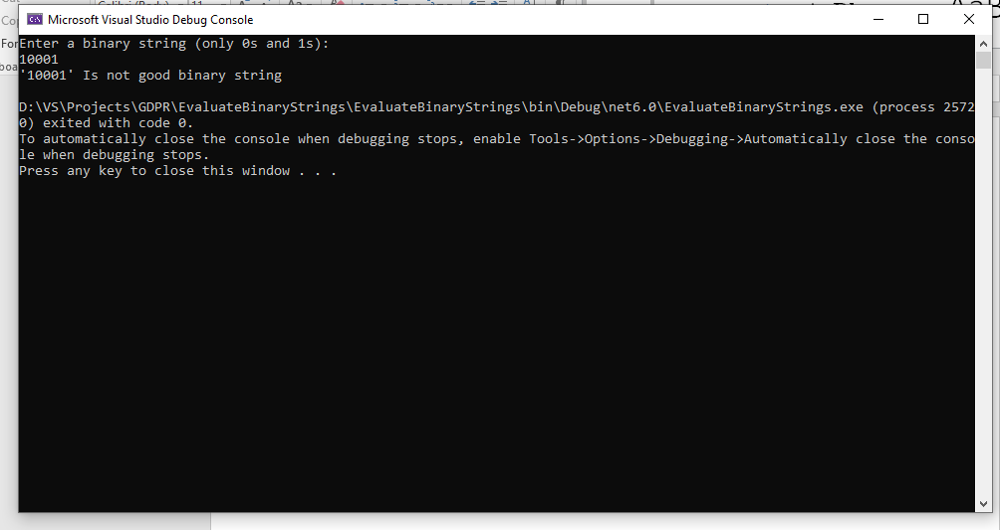 Microsoft Visual Studio Debug Console
Enter a binary string (only 0s and 1s):
10001
'10001' Is not good binary string
D:\VS\Projects\GDPR\EvaluateBinaryStrings\EvaluateBinaryStrings\bin\Debug\net6.0\EvaluateBinaryStrings.exe (process 2572
0) exited with code 0.
To automatically close the console when debugging stops, enable Tools->Options->Debugging->Automatically close the conso
le when debugging stops.
Press any key to close this window . . .